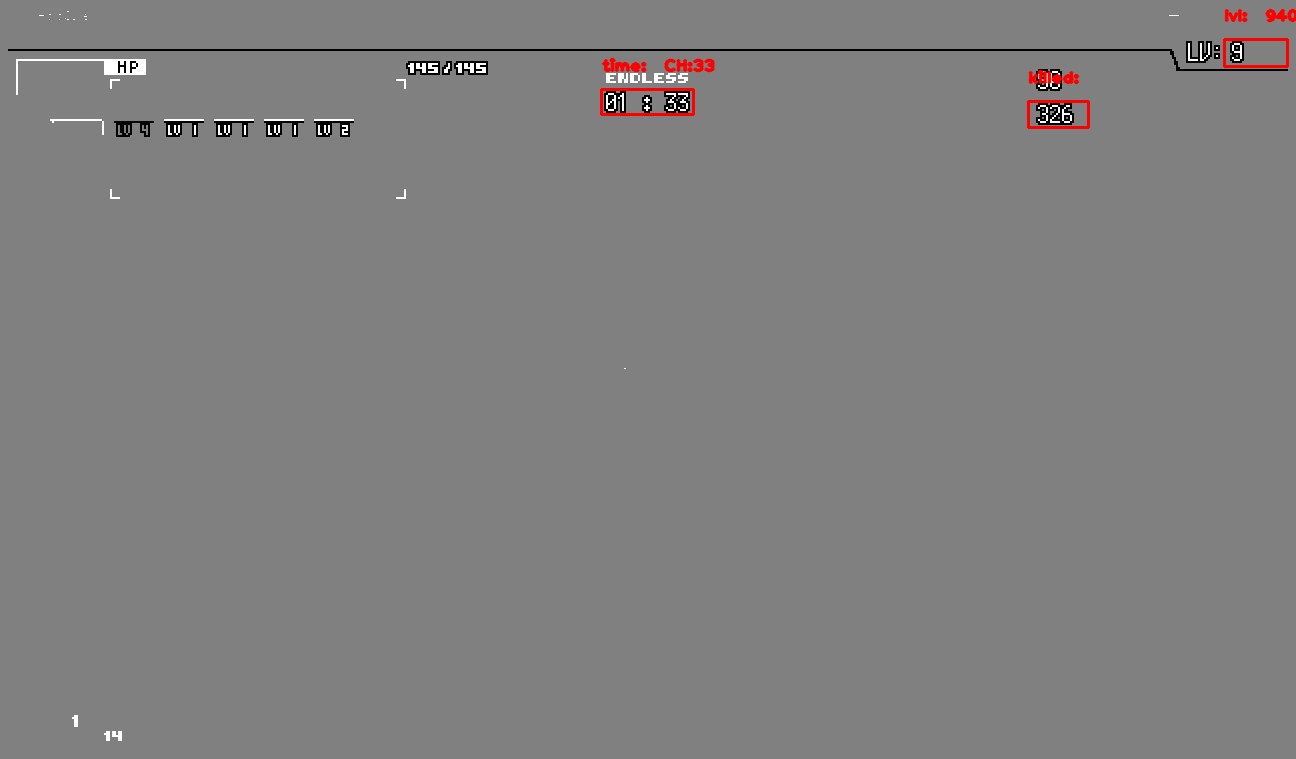 lvl: 940
LV: 9
HP 145/145
time: CH:33
ENDLESS
01 : 33
killed:
326
LV 4 LV 1 LV 1 LV 1 LV 2
1
14